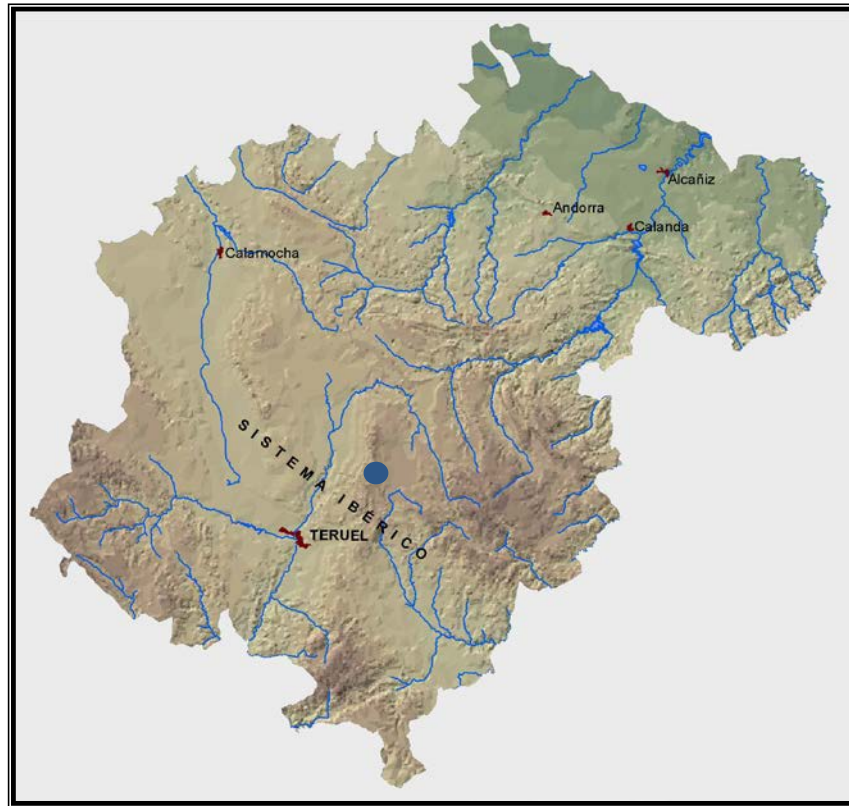 Alcañiz
Andorra
Calanda
Calamocha
SISTEMA IBÉRICO
TERUEL